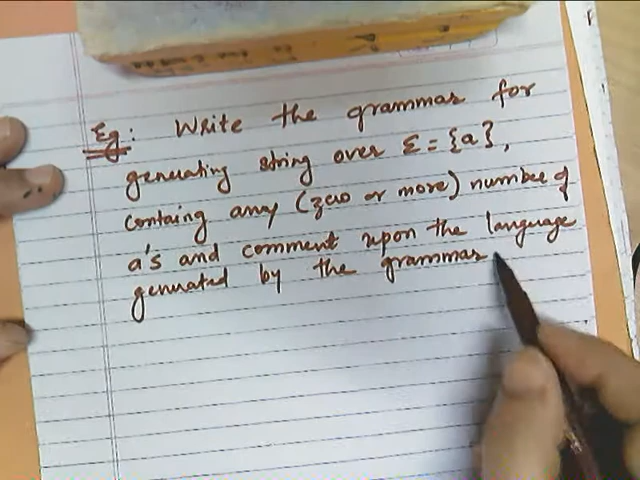 Eg: Write the grammar for
generating string over Σ = {a},
containg any (zero or more) number of
a's and comment upon the language
generated by the grammar